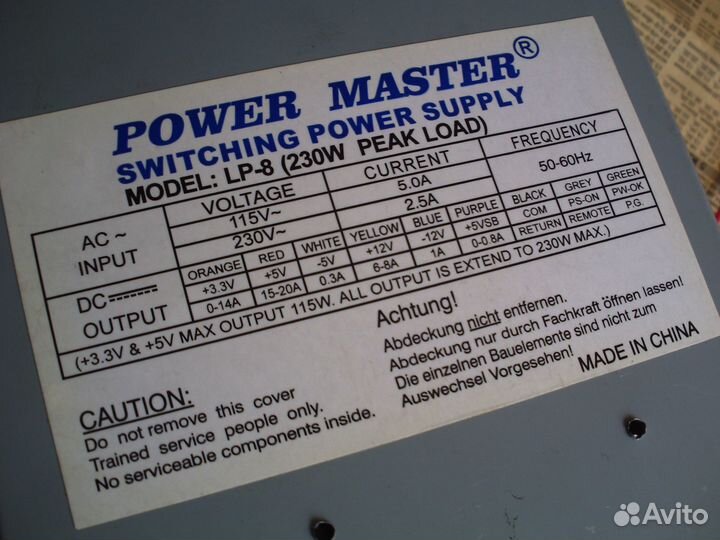 POWER MASTER®
SWITCHING POWER SUPPLY
MODEL: LP-8 (230W PEAK LOAD)
VOLTAGE CURRENT FREQUENCY
AC ~ INPUT 115V~ 5.0A 50-60Hz
230V~ 2.5A
DC OUTPUT ORANGE RED WHITE YELLOW BLUE PURPLE BLACK GREY GREEN
+3.3V +5V -5V +12V -12V +5VSB COM PS-ON PW-OK
0-14A 15-20A 0.3A 6-8A 1A 0-0.8A RETURN REMOTE P.G.
(+3.3V & +5V MAX OUTPUT 115W. ALL OUTPUT IS EXTEND TO 230W MAX.)
CAUTION:
Do not remove this cover
Trained service people only.
No serviceable components inside.
Achtung!
Abdeckung nicht entfernen.
Abdeckung nur durch Fachkraft öffnen lassen!
Die einzelnen Bauelemente sind nicht zum
Auswechsel Vorgesehen!
MADE IN CHINA
Avito